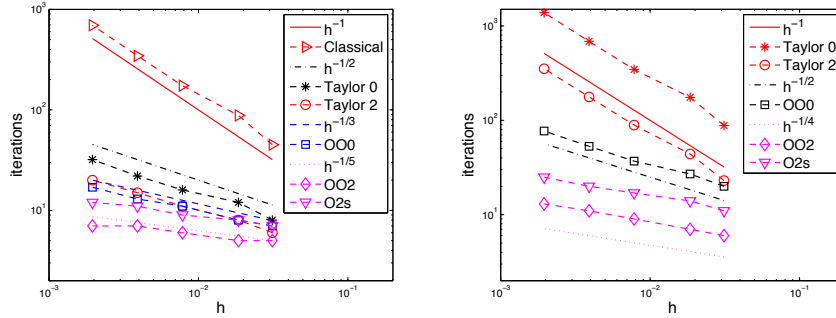 10³
10²
10¹
iterations
10⁻³
10⁻²
10⁻¹
h
h⁻¹
Classical
h⁻¹/²
Taylor 0
Taylor 2
h⁻¹/³
OO0
h⁻¹/⁵
OO2
O2s
10³
10²
10¹
iterations
10⁻³
10⁻²
10⁻¹
h
h⁻¹
Taylor 0
Taylor 2
h⁻¹/²
OO0
h⁻¹/⁴
OO2
O2s